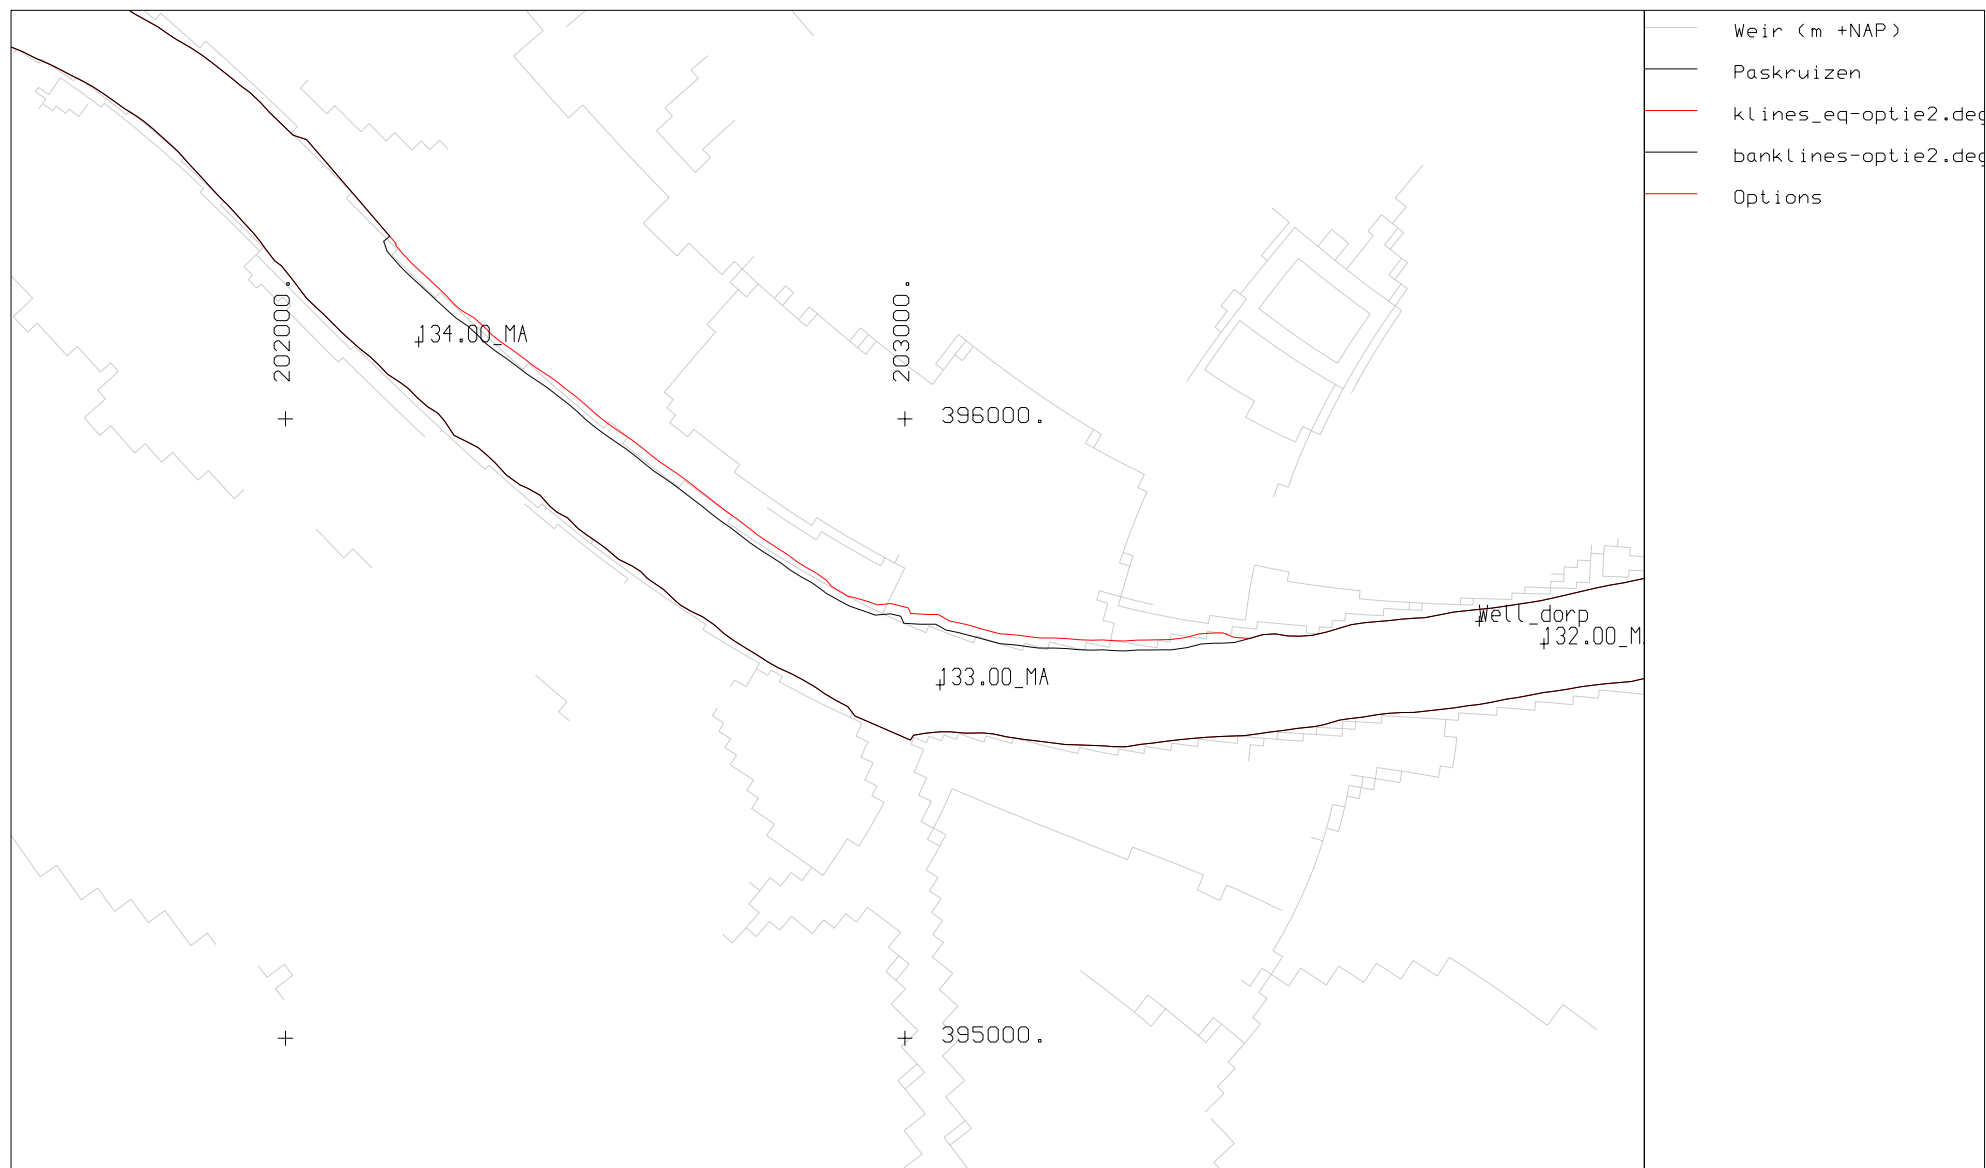 Weir (m +NAP)
Paskruizen
klines_eq-optie2.deg
banklines-optie2.deg
Options
202000.
203000.
134.00_MA
396000.
Well_dorp
132.00_M
133.00_MA
395000.